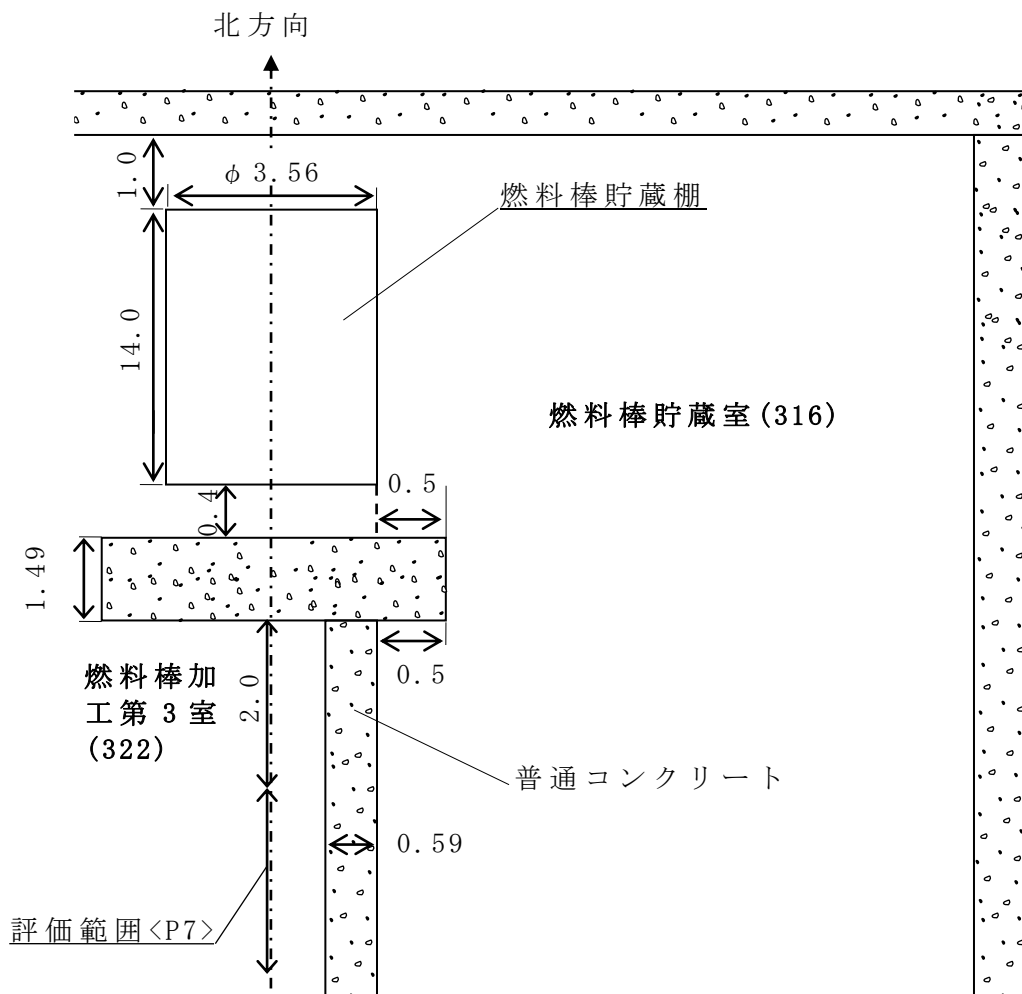 北方向
1.0
φ3.56
燃料棒貯蔵棚
14.0
燃料棒貯蔵室(316)
0.4
0.5
1.49
燃料棒加
工第3室
(322)
2.0
0.5
普通コンクリート
0.59
評価範囲<P7>